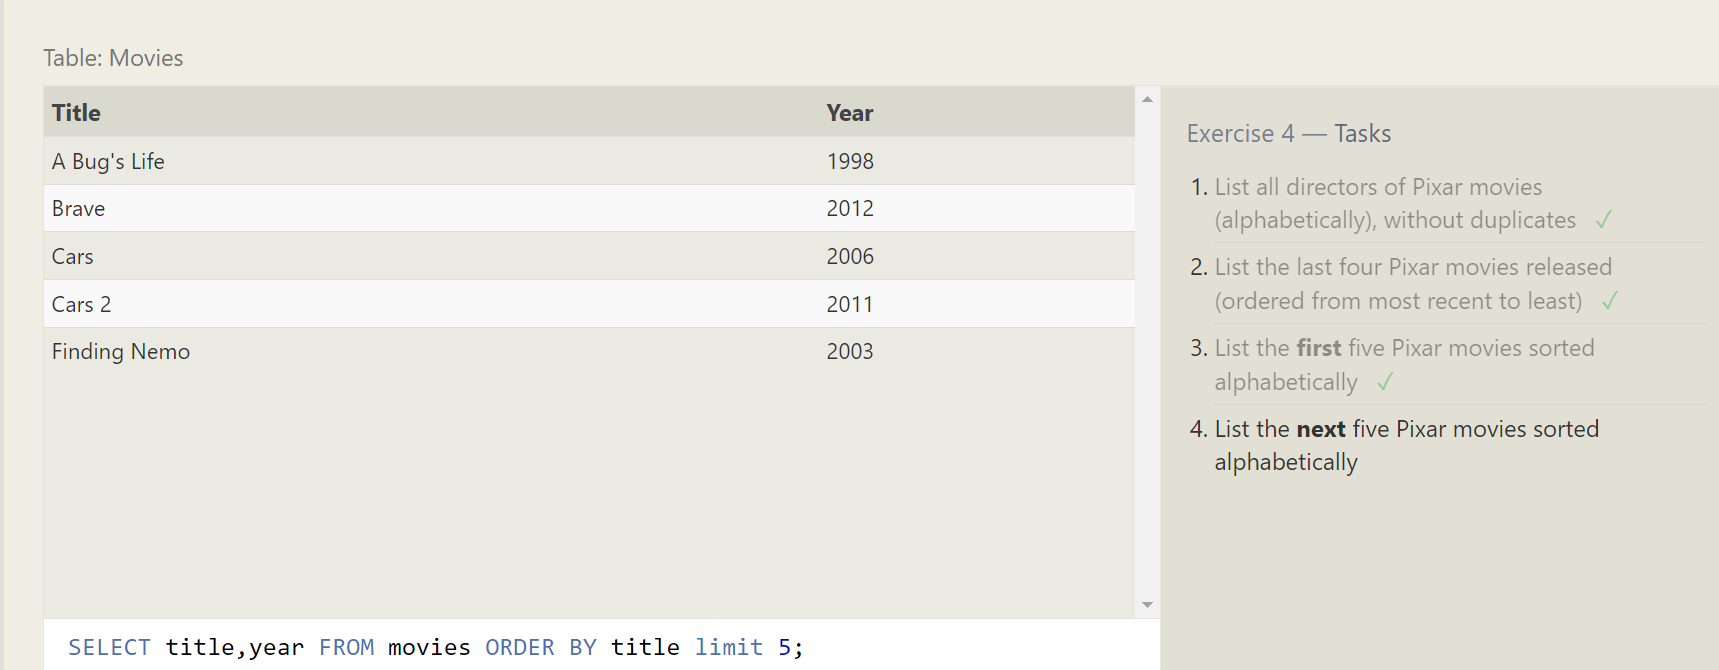 Table: Movies
Title Year
A Bug's Life 1998
Brave 2012
Cars 2006
Cars 2 2011
Finding Nemo 2003
SELECT title,year FROM movies ORDER BY title limit 5;
Exercise 4 — Tasks
1. List all directors of Pixar movies
(alphabetically), without duplicates ✓
2. List the last four Pixar movies released
(ordered from most recent to least) ✓
3. List the first five Pixar movies sorted
alphabetically ✓
4. List the next five Pixar movies sorted
alphabetically